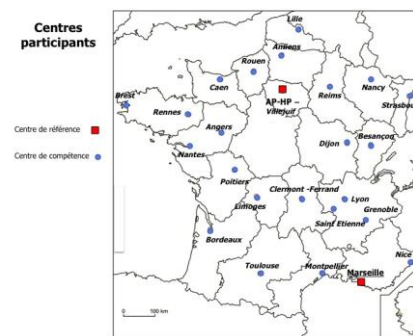 Centres
participants
Centre de référence
Centre de compétence
Lille
Amiens
Rouen
Caen
Reims
Nancy
Strasbou
Brest
AP-HP –
Villejuif
Rennes
Angers
Dijon
Besançon
Nantes
Poitiers
Clermont -Ferrand
Lyon
Limoges
Grenoble
Saint Etienne
Bordeaux
Nice
Toulouse
Montpellier
Marseille
0
100 km